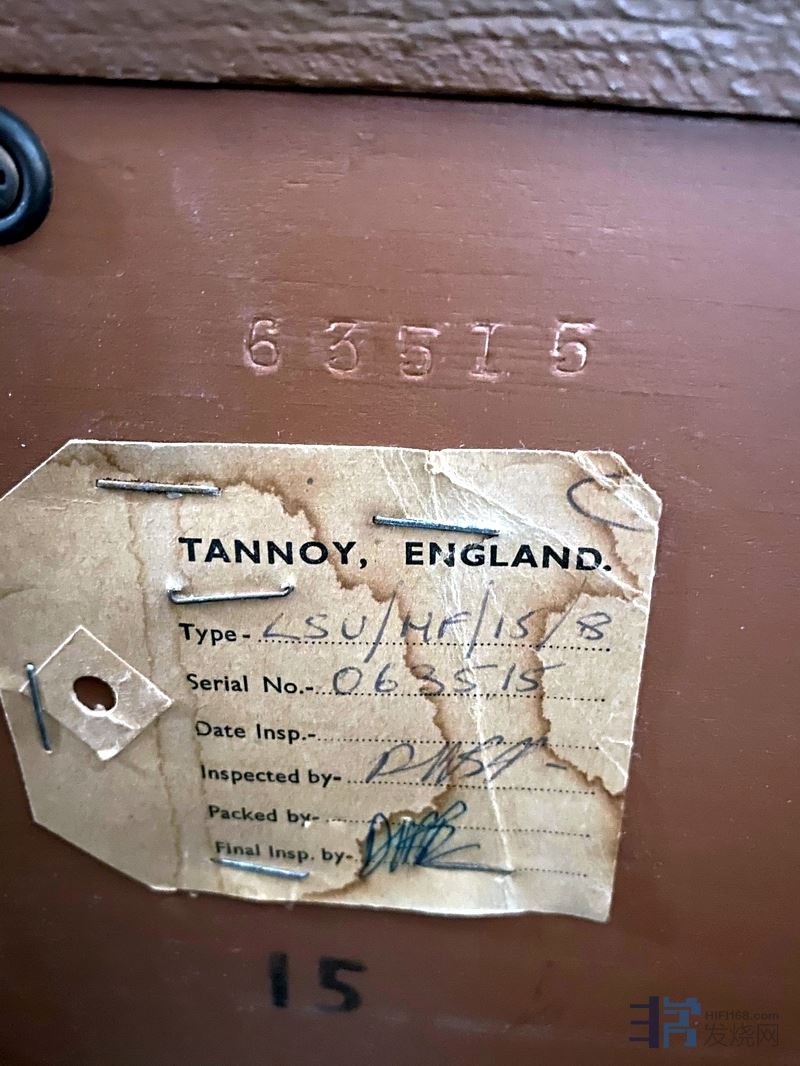 63515
C
TANNOY, ENGLAND.
Type- LSU/HF/15/8
Serial No.- 063515
Date Insp.-
Inspected by-
Packed by-
Final Insp. by-
15
HIFI168.com
发烧网